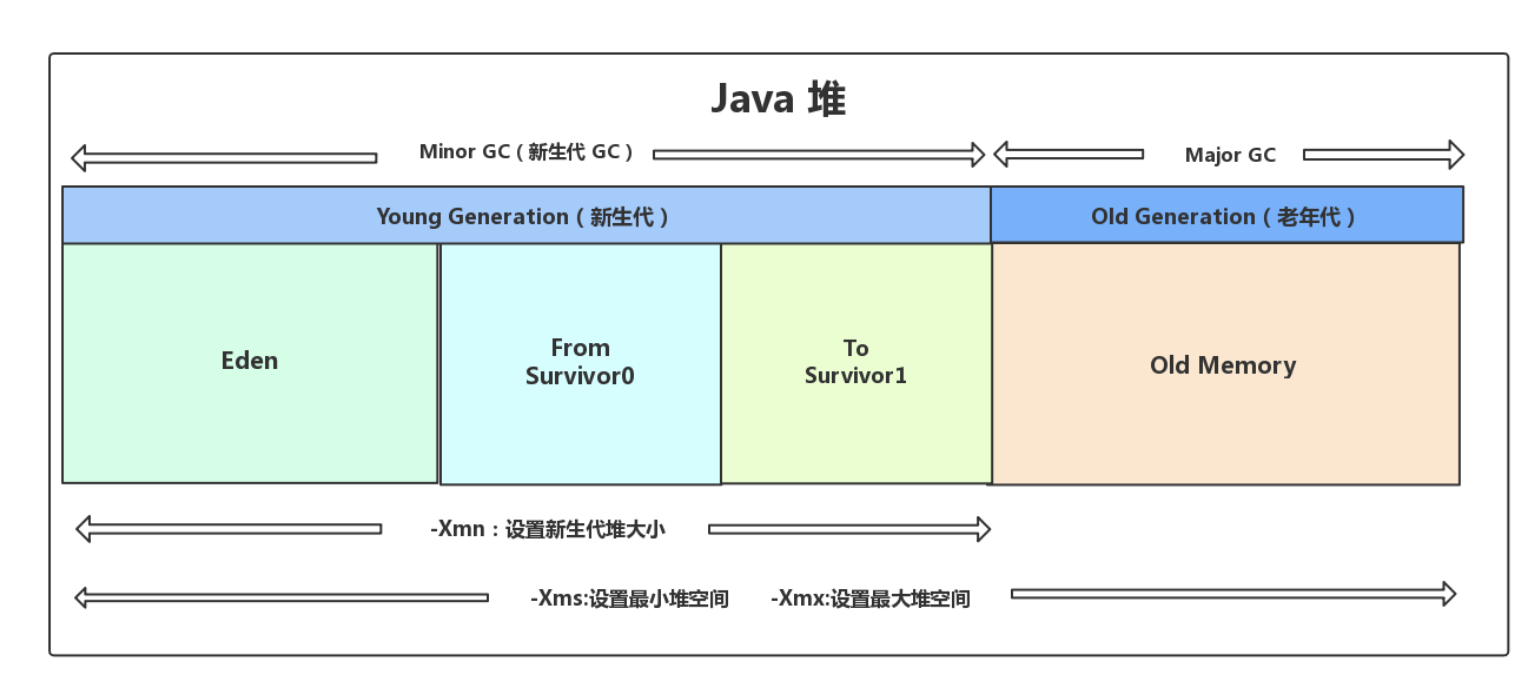 Java 堆
Minor GC（新生代 GC）
Major GC
Young Generation（新生代）
Old Generation（老年代）
Eden
From
Survivor0
To
Survivor1
Old Memory
-Xmn：设置新生代堆大小
-Xms:设置最小堆空间
-Xmx:设置最大堆空间